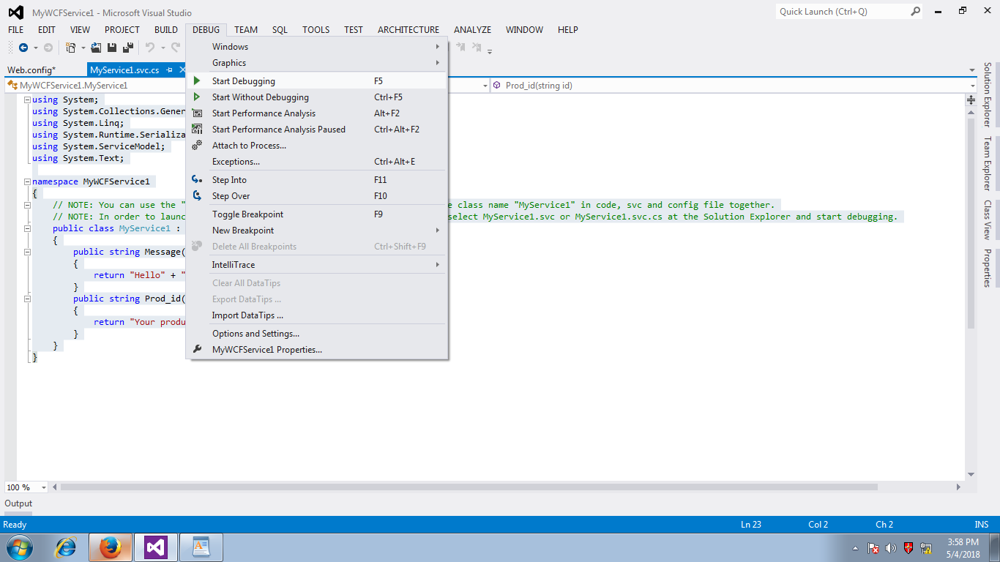 MyWCFService1 - Microsoft Visual Studio
Quick Launch (Ctrl+Q)
FILE EDIT VIEW PROJECT BUILD DEBUG TEAM SQL TOOLS TEST ARCHITECTURE ANALYZE WINDOW HELP
Web.config*
MyService1.svc.cs
MyWCFService1.MyService1
Prod_id(string id)
Windows
Graphics
Start Debugging F5
Start Without Debugging Ctrl+F5
Start Performance Analysis Alt+F2
Start Performance Analysis Paused Ctrl+Alt+F2
Attach to Process...
Exceptions... Ctrl+Alt+E
Step Into F11
Step Over F10
Toggle Breakpoint F9
New Breakpoint
Delete All Breakpoints Ctrl+Shift+F9
IntelliTrace
Clear All DataTips
Export DataTips ...
Import DataTips ...
Options and Settings...
MyWCFService1 Properties...
using System;
using System.Collections.Gener
using System.Linq;
using System.Runtime.Serializa
using System.ServiceModel;
using System.Text;
namespace MyWCFService1
{
// NOTE: You can use the " e class name "MyService1" in code, svc and config file together.
// NOTE: In order to launc select MyService1.svc or MyService1.svc.cs at the Solution Explorer and start debugging.
public class MyService1 :
{
public string Message(
{
return "Hello" + "
}
public string Prod_id(
{
return "Your produ
}
}
}
Solution Explorer
Team Explorer
Class View
Properties
100 %
Output
Ready
Ln 23 Col 2 Ch 2 INS
3:58 PM
5/4/2018